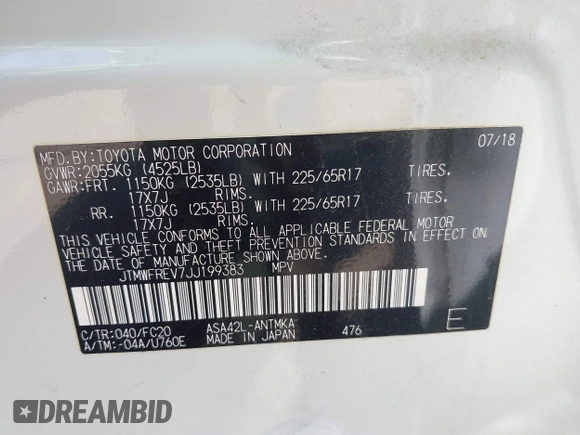 MFD.BY:TOYOTA MOTOR CORPORATION 07/18
GVWR:2055KG (4525LB)
GAWR:FRT. 1150KG (2535LB) WITH 225/65R17 TIRES.
17X7J RIMS.
RR. 1150KG (2535LB) WITH 225/65R17 TIRES.
17X7J RIMS.
THIS VEHICLE CONFORMS TO ALL APPLICABLE FEDERAL MOTOR
VEHICLE SAFETY AND THEFT PREVENTION STANDARDS IN EFFECT ON
THE DATE OF MANUFACTURE SHOWN ABOVE.
JTMWFREV7JJ199383 MPV
C/TR:040/FC20 ASA42L-ANTMKA 476 E
A/TM:-04A/U760E MADE IN JAPAN
DREAMBID